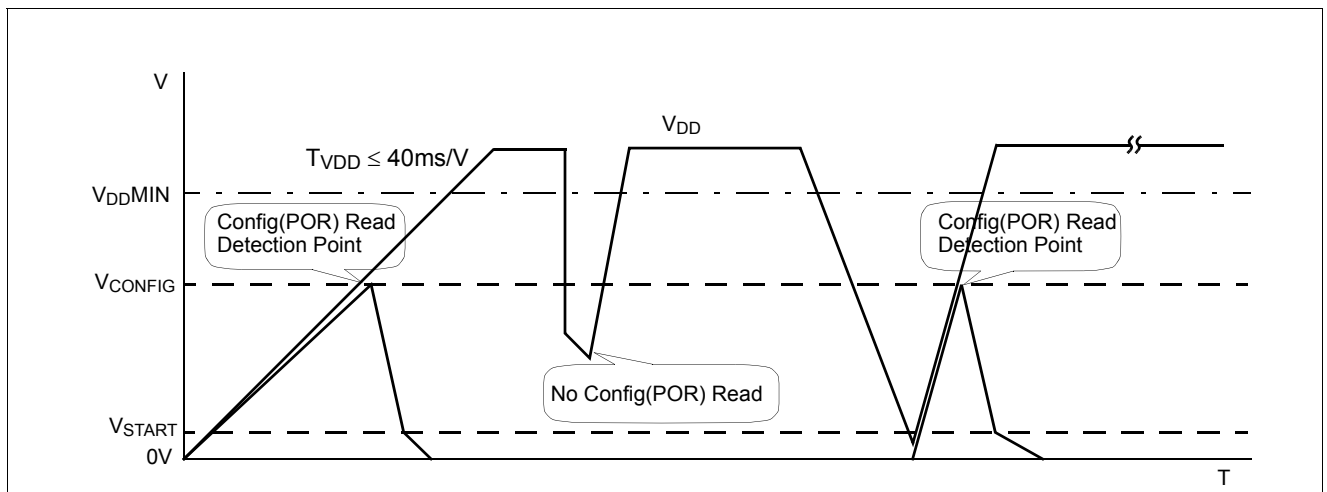 V
VDD
TVDD ≤ 40ms/V
VDDMIN
Config(POR) Read
Detection Point
Config(POR) Read
Detection Point
VCONFIG
No Config(POR) Read
VSTART
0V
T